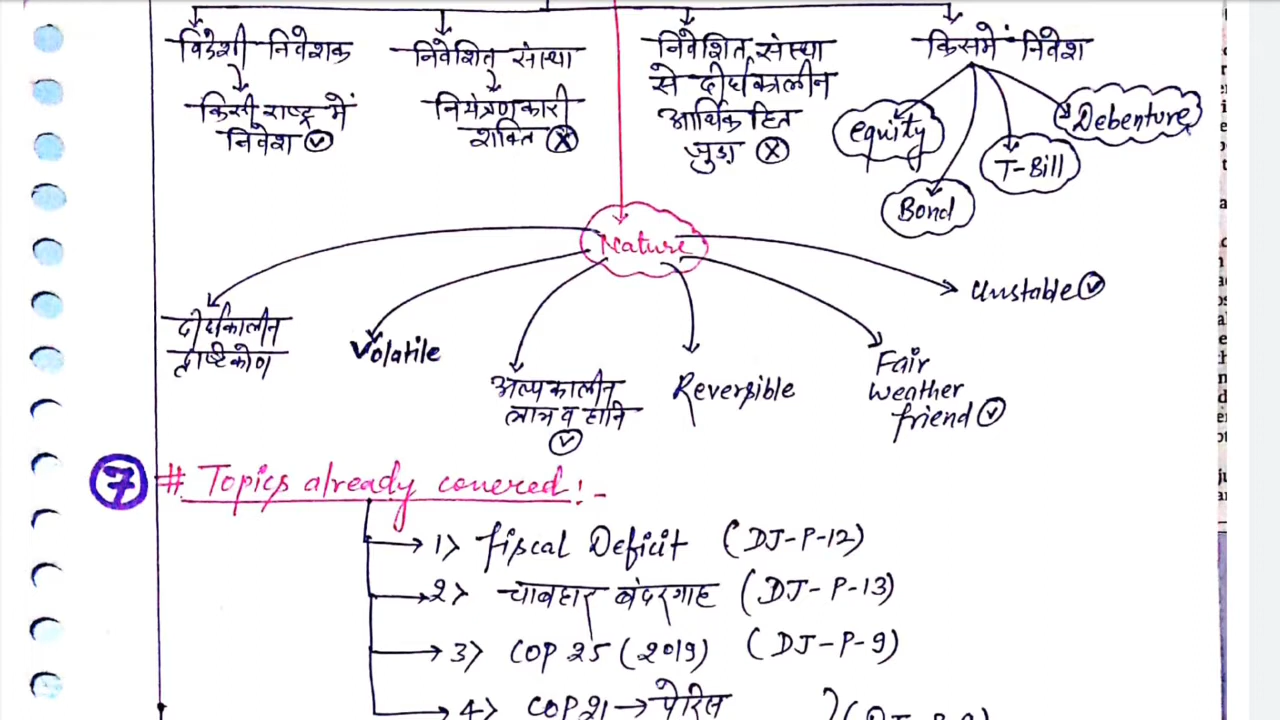 विदेशी निवेशक
किसी राष्ट्र में
निवेश
निवेशित संस्था
नियंत्रणकारी
शक्ति
निवेशित संस्था
से दीर्घकालीन
आर्थिक हित
जुड़ा
किसमें निवेश
equity
Bond
T-Bill
Debenture
Nature
दीर्घकालीन
दृष्टिकोण
Volatile
अल्पकालीन
लाभ व हानि
Reversible
Fair
weather
friend
Unstable
7 # Topics already covered:-
1> fiscal Deficit (DJ-P-12)
2> चाबहार बंदरगाह (DJ-P-13)
3> COP 25 (2019) (DJ-P-9)
4> COP 21 → पेरिस